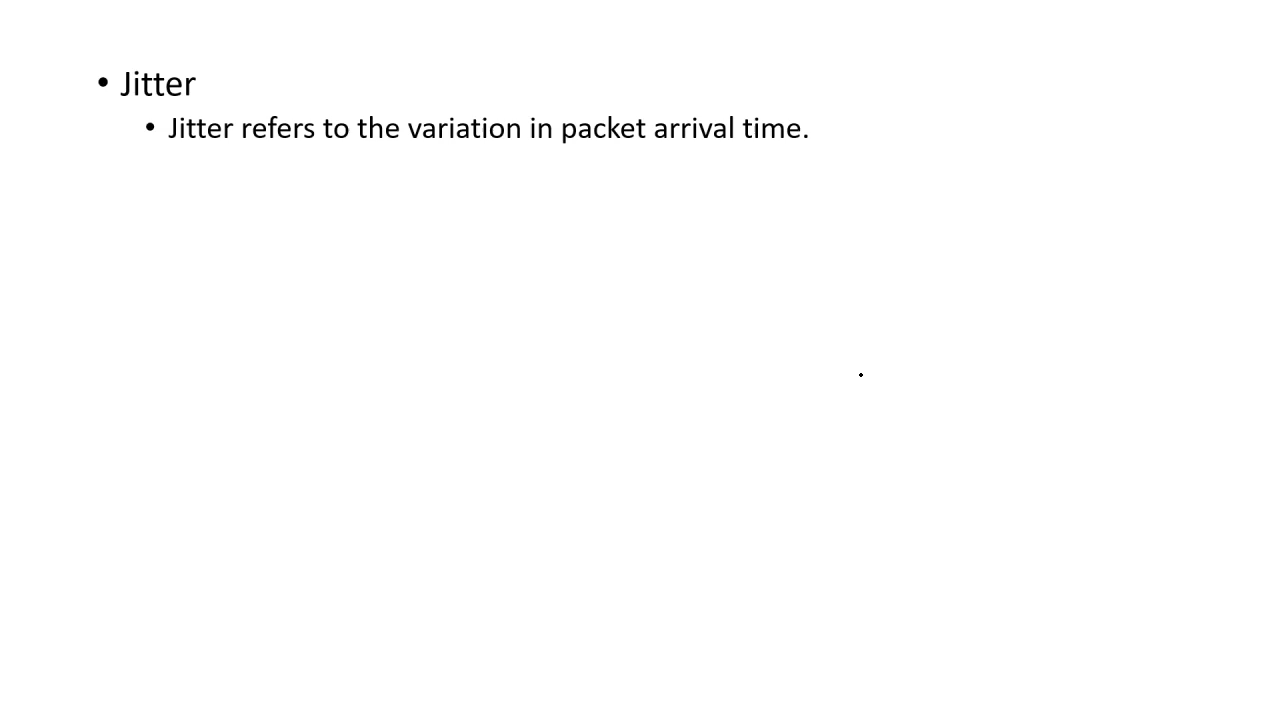 • Jitter
• Jitter refers to the variation in packet arrival time.